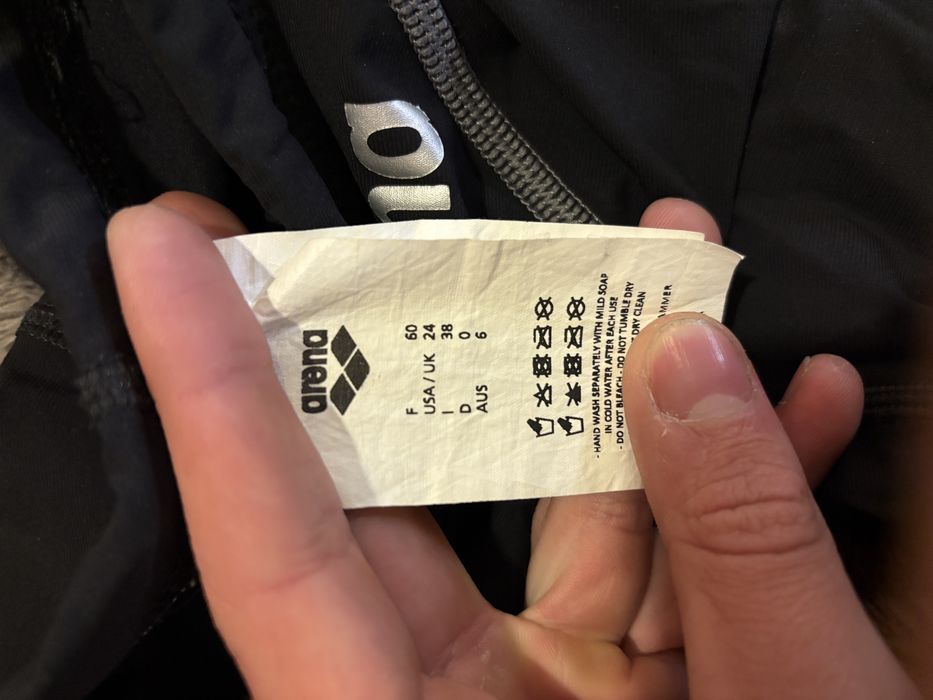 arena
F 60
USA / UK 24
I 38
D 0
AUS 6
- HAND WASH SEPARATELY WITH MILD SOAP
IN COLD WATER AFTER EACH USE
- DO NOT BLEACH - DO NOT TUMBLE DRY
DRY CLEAN